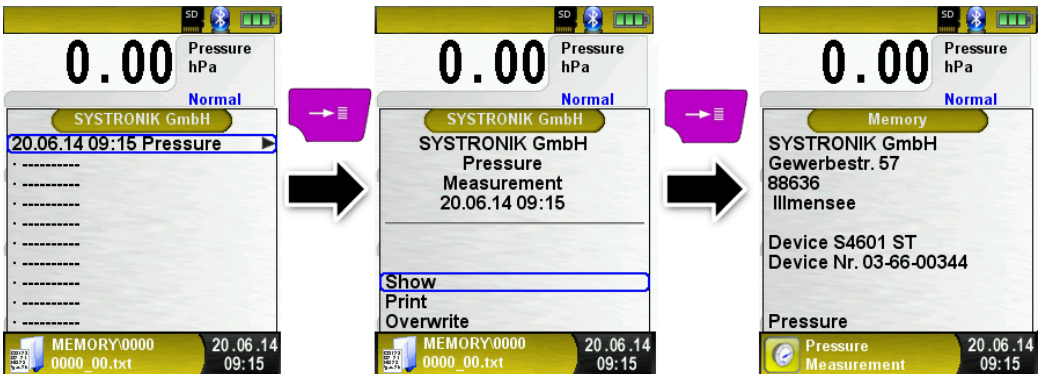 SD
0.00
Pressure
hPa
Normal
SYSTRONIK GmbH
20.06.14 09:15 Pressure
. ----------
. ----------
. ----------
. ----------
. ----------
. ----------
. ----------
. ----------
. ----------
MEMORY\0000
0000_00.txt
20.06.14
09:15
SD
0.00
Pressure
hPa
Normal
SYSTRONIK GmbH
SYSTRONIK GmbH
Pressure
Measurement
20.06.14 09:15
Show
Print
Overwrite
MEMORY\0000
0000_00.txt
20.06.14
09:15
SD
0.00
Pressure
hPa
Normal
Memory
SYSTRONIK GmbH
Gewerbestr. 57
88636
Illmensee
Device S4601 ST
Device Nr. 03-66-00344
Pressure
Pressure
Measurement
20.06.14
09:15